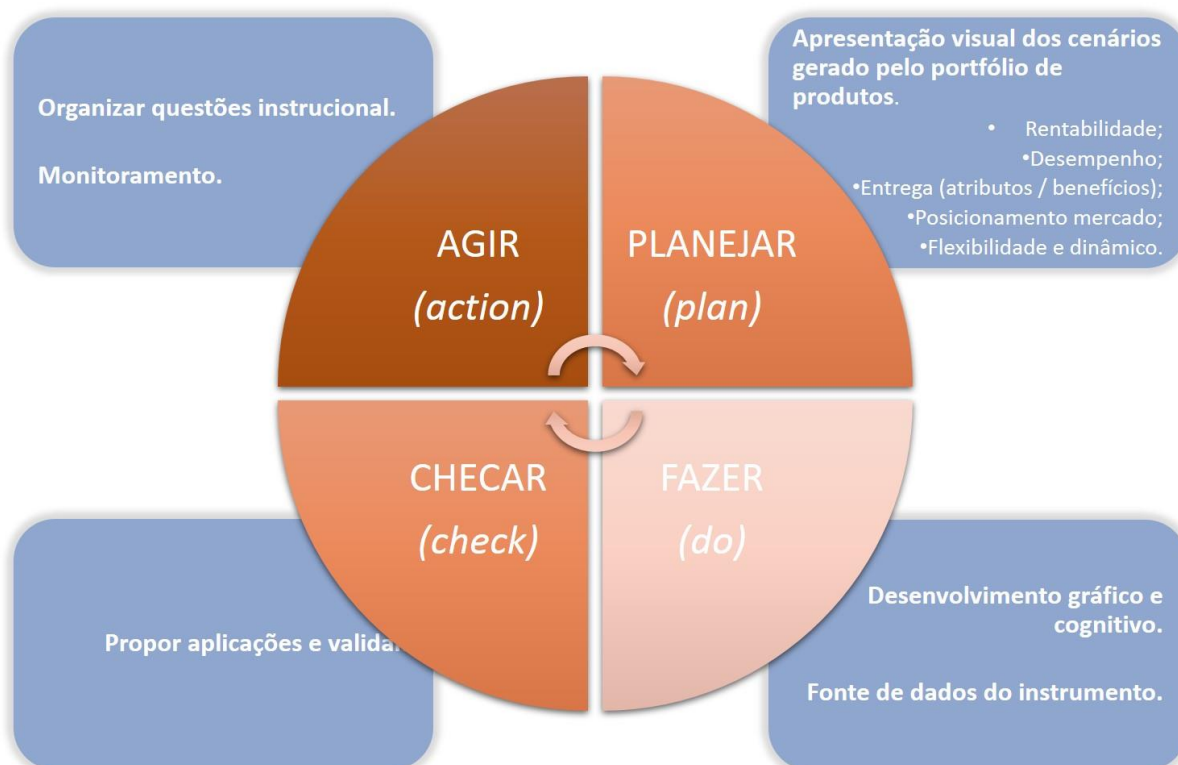 Organizar questões instrucional.
Monitoramento.
Apresentação visual dos cenários
gerado pelo portfólio de
produtos.
• Rentabilidade;
•Desempenho;
•Entrega (atributos / benefícios);
•Posicionamento mercado;
•Flexibilidade e dinâmico.
AGIR
(action)
PLANEJAR
(plan)
CHECAR
(check)
FAZER
(do)
Propor aplicações e
Desenvolvimento gráfico e
cognitivo.
Fonte de dados do instrumento.